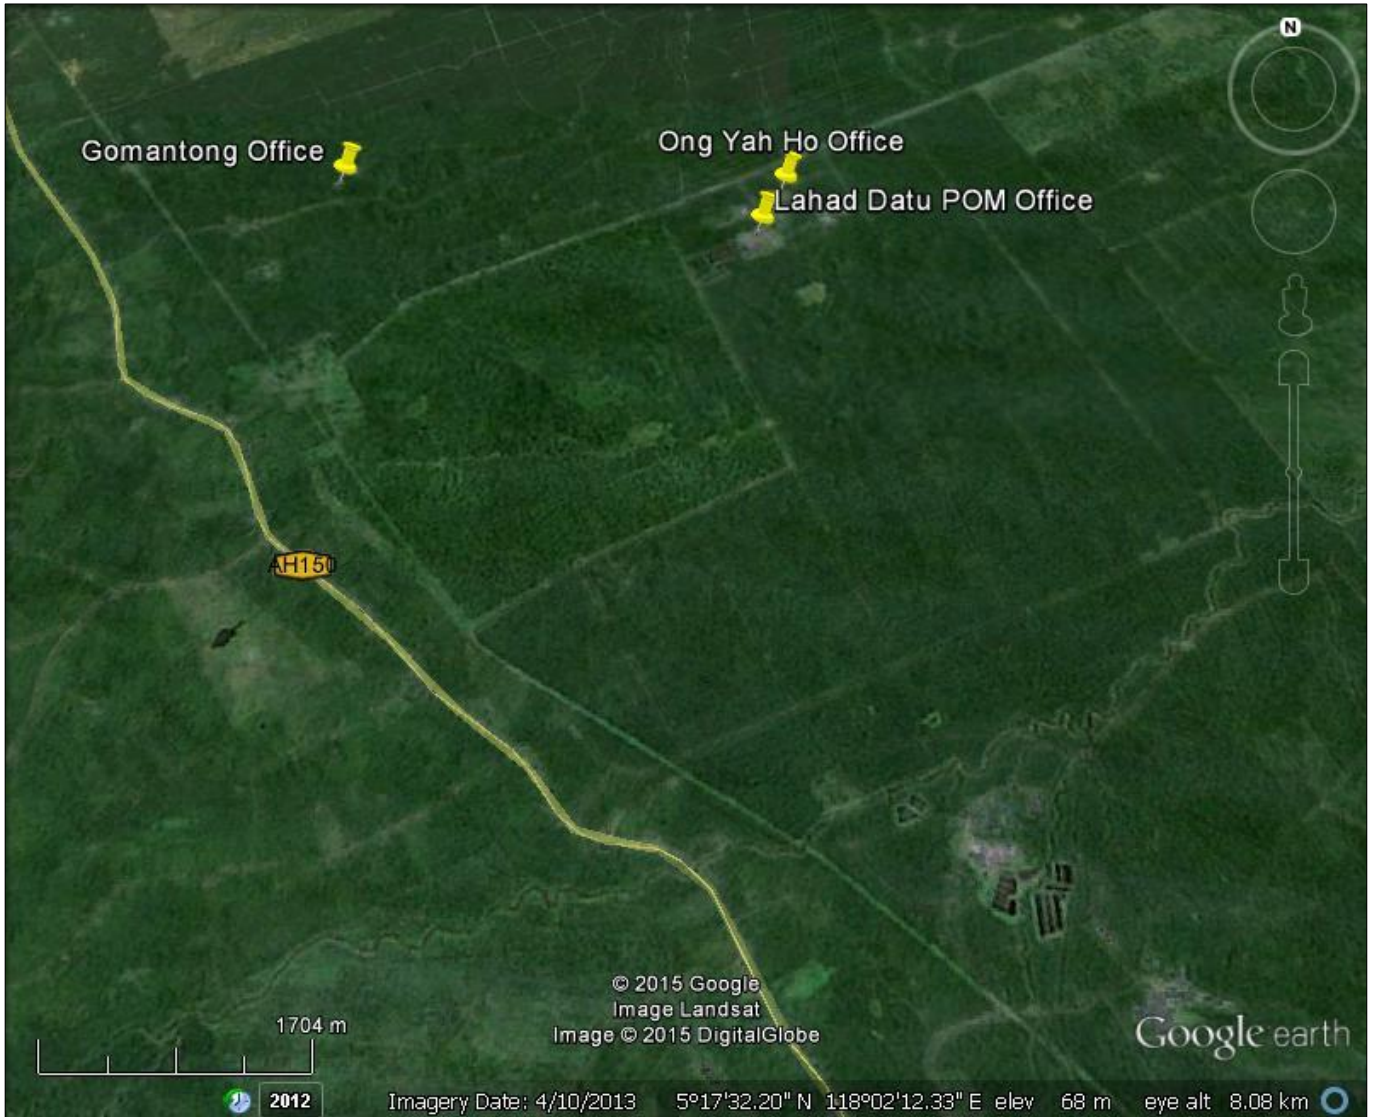 N
Gomantong Office
Ong Yah Ho Office
Lahad Datu POM Office
AH150
© 2015 Google
Image Landsat
Image © 2015 DigitalGlobe
1704 m
Google earth
2012
Imagery Date: 4/10/2013 5°17'32.20" N 118°02'12.33" E elev 68 m eye alt 8.08 km